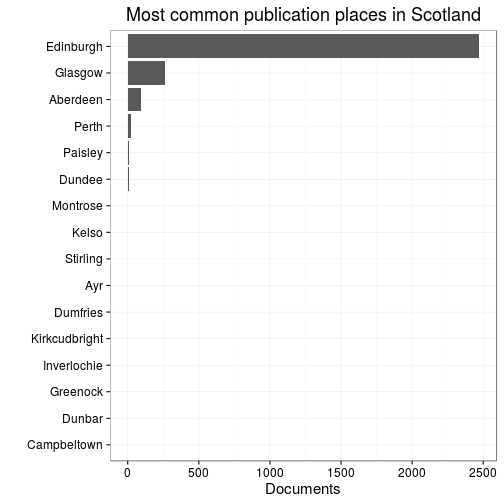 Most common publication places in Scotland
Edinburgh
Glasgow
Aberdeen
Perth
Paisley
Dundee
Montrose
Kelso
Stirling
Ayr
Dumfries
Kirkcudbright
Inverlochie
Greenock
Dunbar
Campbeltown
0 500 1000 1500 2000 2500
Documents